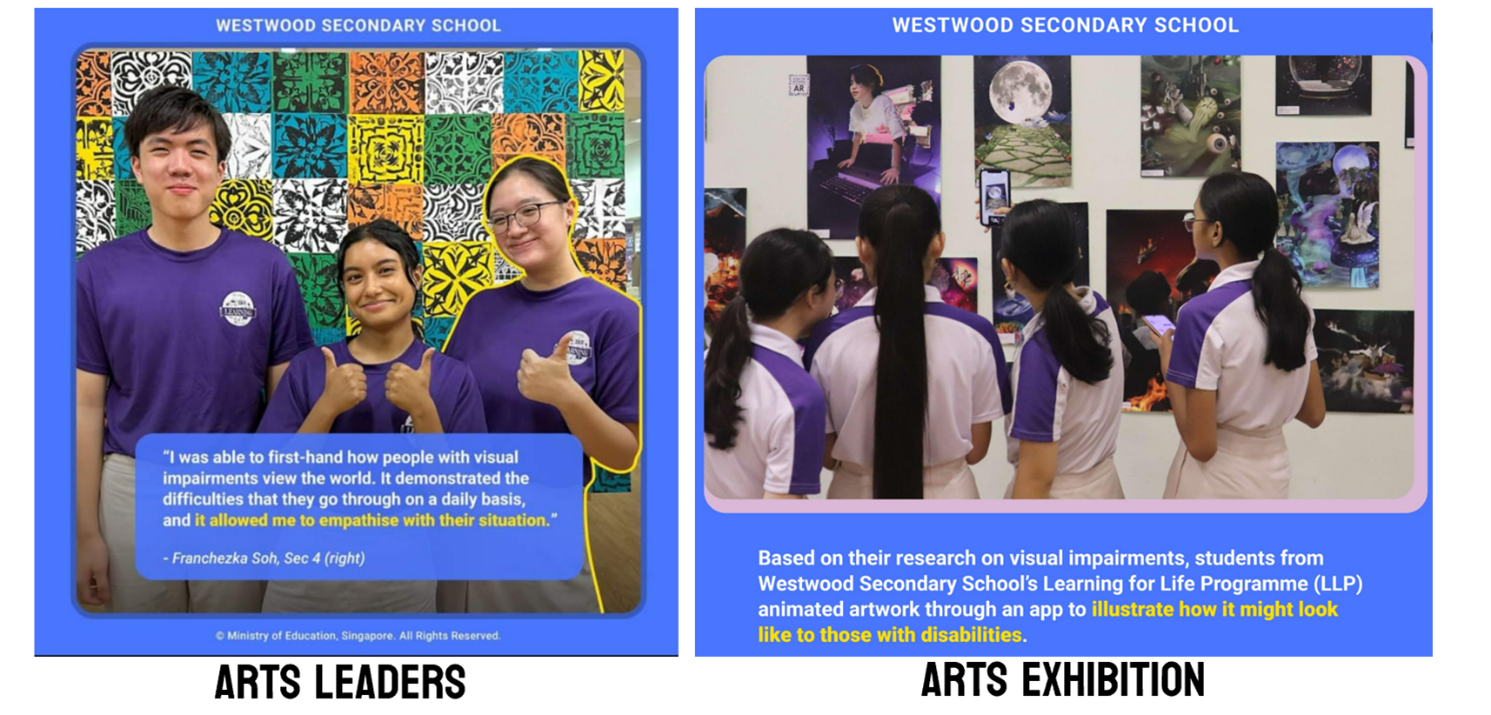 WESTWOOD SECONDARY SCHOOL
LEARNING
“I was able to first-hand how people with visual
impairments view the world. It demonstrated the
difficulties that they go through on a daily basis,
and it allowed me to empathise with their situation.”
- Franchezka Soh, Sec 4 (right)
© Ministry of Education, Singapore. All Rights Reserved.
ARTS LEADERS
WESTWOOD SECONDARY SCHOOL
AR
Based on their research on visual impairments, students from
Westwood Secondary School’s Learning for Life Programme (LLP)
animated artwork through an app to illustrate how it might look
like to those with disabilities.
ARTS EXHIBITION